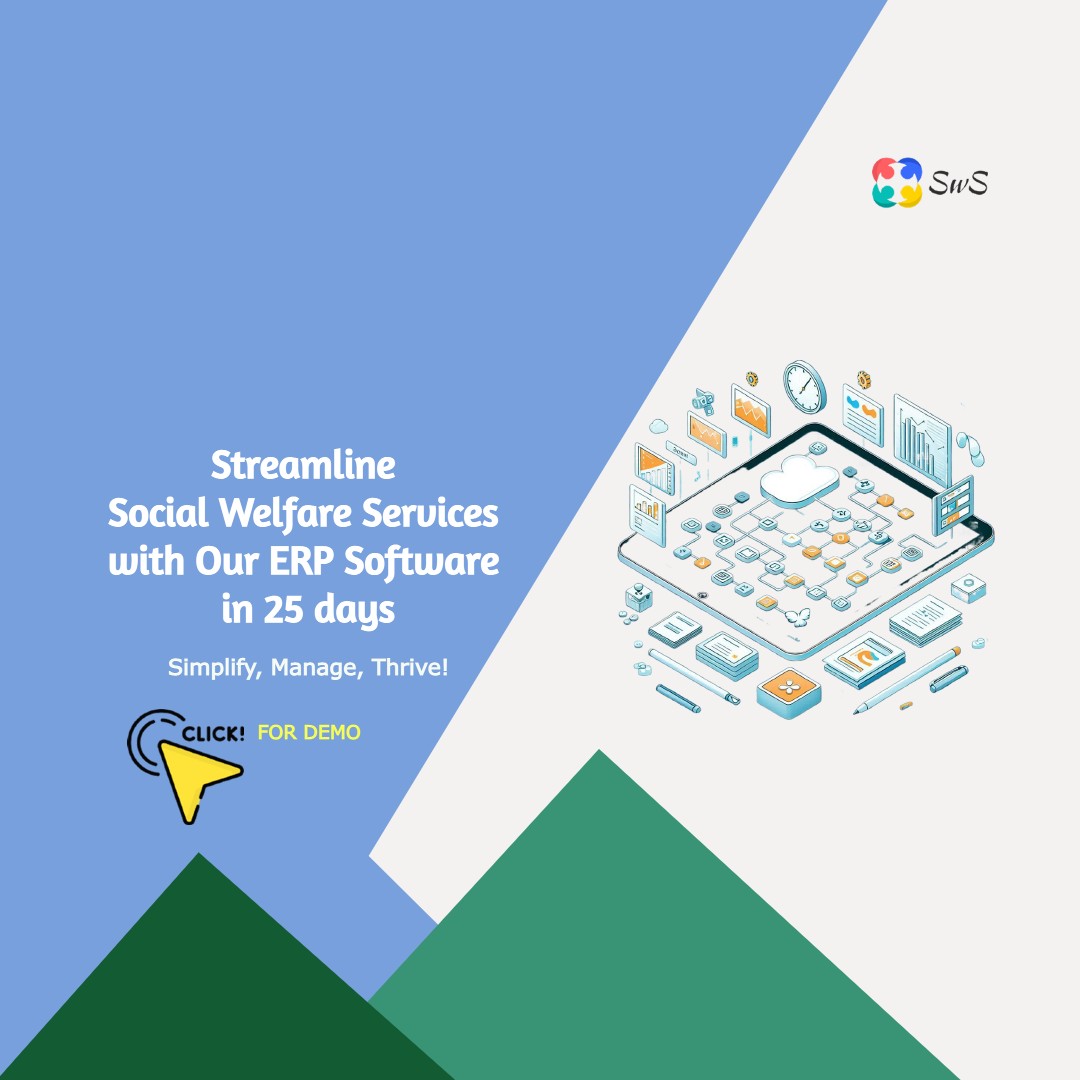 SwS
Streamline
Social Welfare Services
with Our ERP Software
in 25 days
Simplify, Manage, Thrive!
CLICK! FOR DEMO